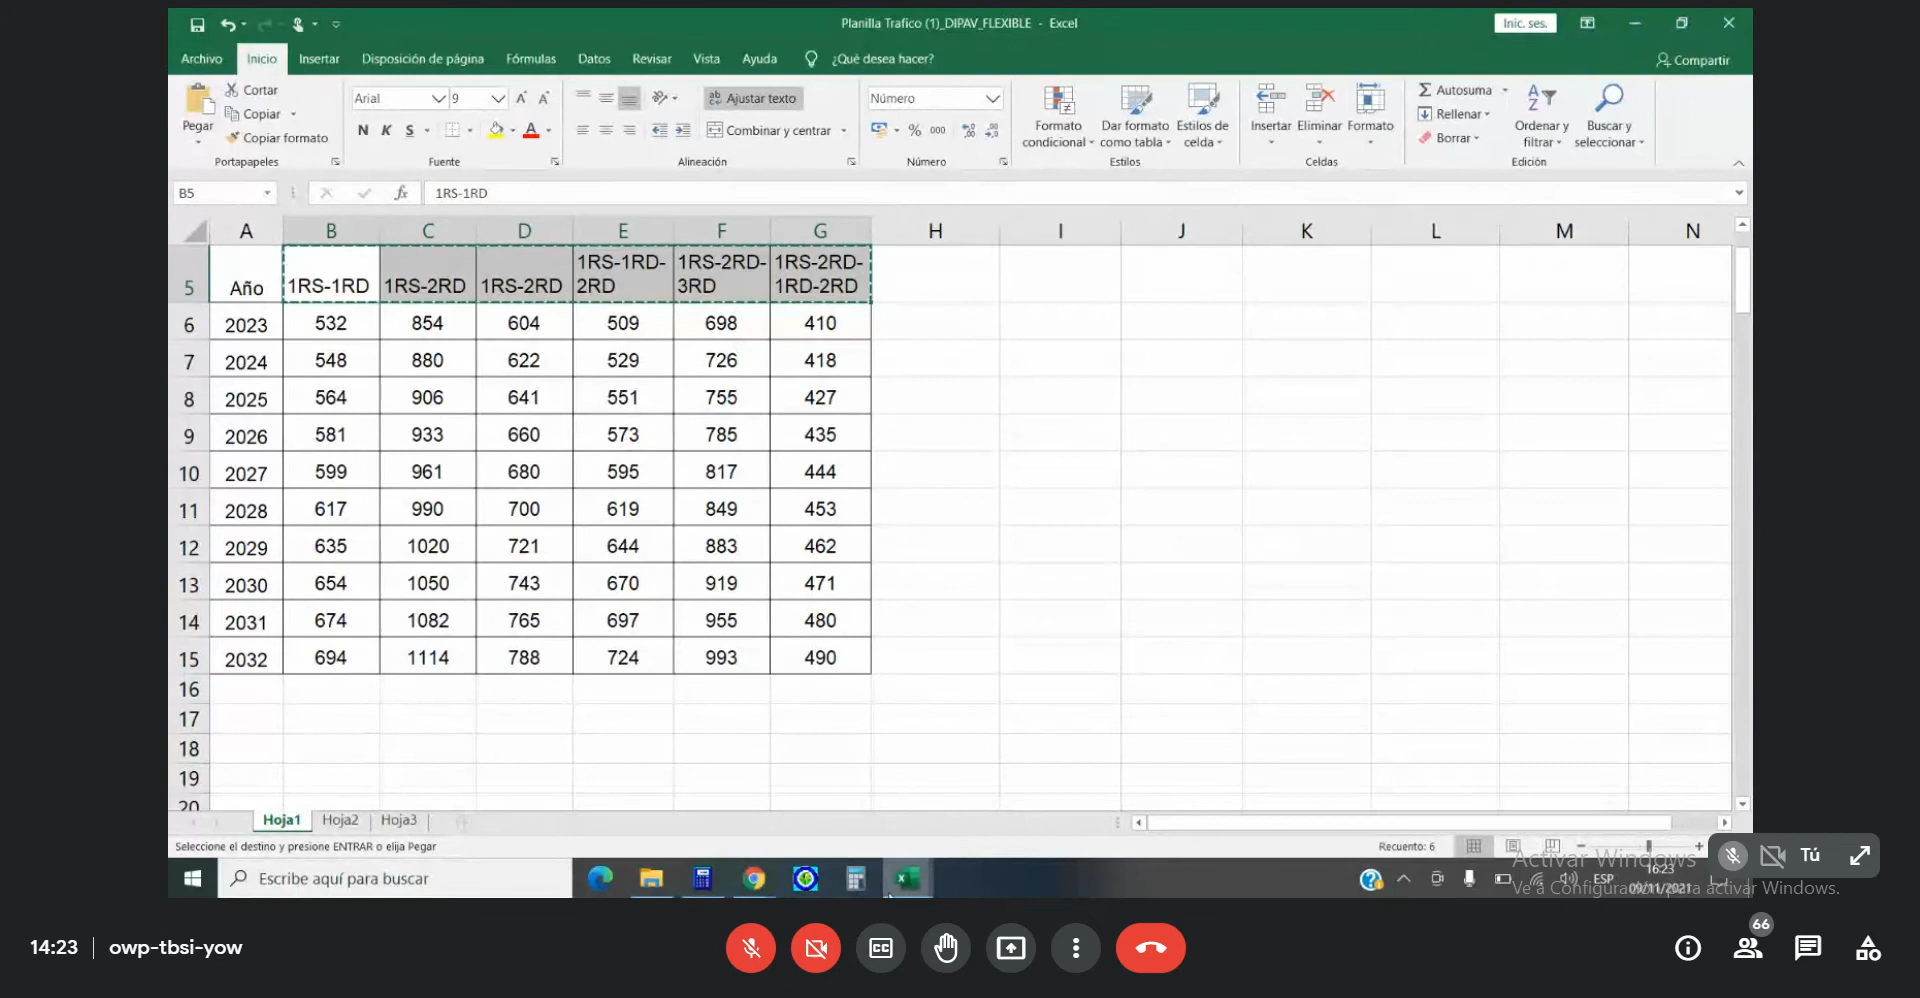 Planilla Trafico (1)_DIPAV_FLEXIBLE - Excel
Inic. ses.
Archivo Inicio Insertar Disposición de página Fórmulas Datos Revisar Vista Ayuda ¿Qué desea hacer? Compartir
Pegar
Cortar
Copiar
Copiar formato
Portapapeles
Arial 9
N K S
Fuente
Ajustar texto
Combinar y centrar
Alineación
Número
% 000
Número
Formato condicional
Dar formato como tabla
Estilos de celda
Estilos
Insertar Eliminar Formato
Celdas
Autosuma
Rellenar
Borrar
Ordenar y filtrar
Buscar y seleccionar
Edición
B5 fx 1RS-1RD
A B C D E F G H I J K L M N
5 Año 1RS-1RD 1RS-2RD 1RS-2RD 1RS-1RD-2RD 1RS-2RD-3RD 1RS-2RD-1RD-2RD
6 2023 532 854 604 509 698 410
7 2024 548 880 622 529 726 418
8 2025 564 906 641 551 755 427
9 2026 581 933 660 573 785 435
10 2027 599 961 680 595 817 444
11 2028 617 990 700 619 849 453
12 2029 635 1020 721 644 883 462
13 2030 654 1050 743 670 919 471
14 2031 674 1082 765 697 955 480
15 2032 694 1114 788 724 993 490
16
17
18
19
20
Hoja1 Hoja2 Hoja3
Seleccione el destino y presione ENTRAR o elija Pegar
Recuento: 6
Activar Windows
Ve a Configuración para activar Windows.
Tú
Escribe aquí para buscar
ESP
16:23
09/11/2021
14:23 owp-tbsi-yow
66